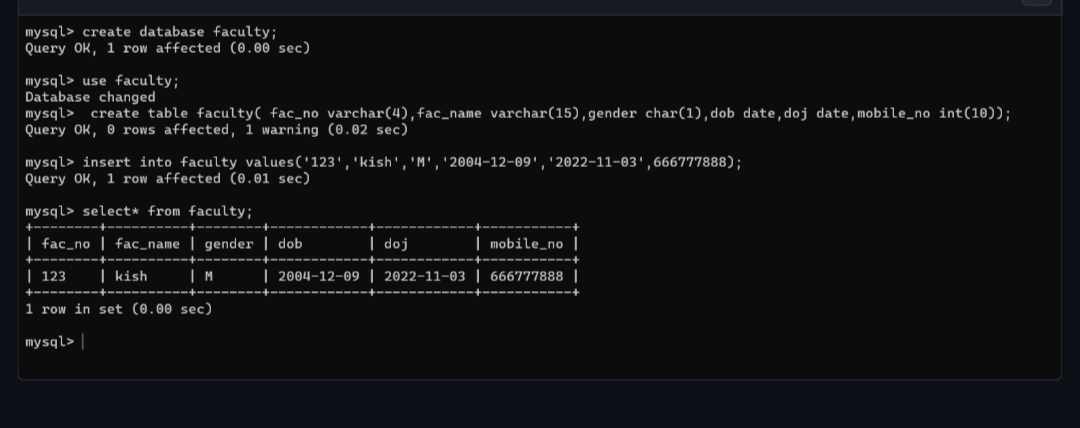 mysql> create database faculty;
Query OK, 1 row affected (0.00 sec)
mysql> use faculty;
Database changed
mysql>  create table faculty( fac_no varchar(4),fac_name varchar(15),gender char(1),dob date,doj date,mobile_no int(10));
Query OK, 0 rows affected, 1 warning (0.02 sec)
mysql> insert into faculty values('123','kish','M','2004-12-09','2022-11-03',666777888);
Query OK, 1 row affected (0.01 sec)
mysql> select* from faculty;
+--------+----------+--------+------------+------------+-----------+
| fac_no | fac_name | gender | dob        | doj        | mobile_no |
+--------+----------+--------+------------+------------+-----------+
| 123    | kish     | M      | 2004-12-09 | 2022-11-03 | 666777888 |
+--------+----------+--------+------------+------------+-----------+
1 row in set (0.00 sec)
mysql>